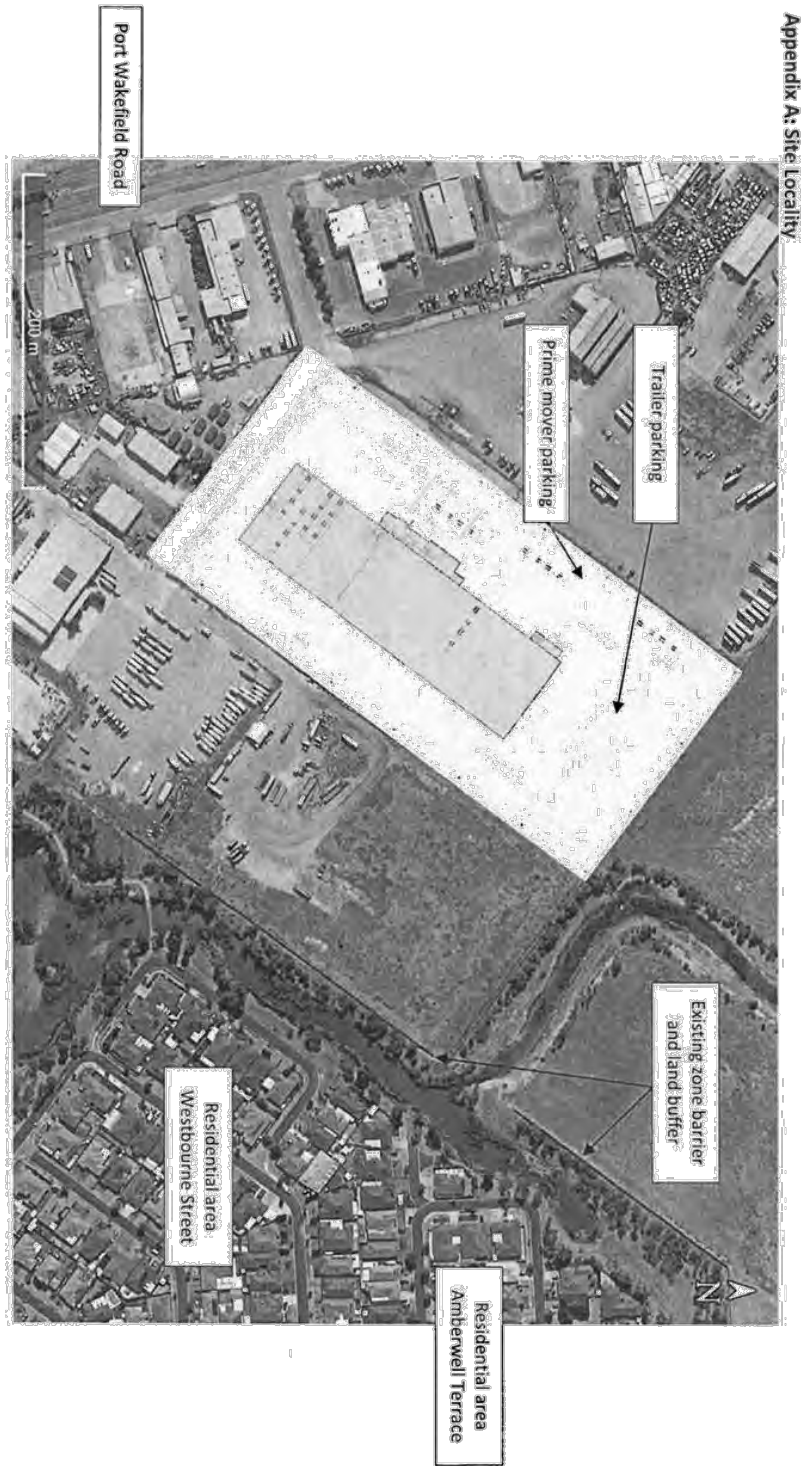 Appendix A: Site Locality
Trailer parking
Prime mover parking
Port Wakefield Road
200 m
Existing zone barrier
and land buffer
Residential area
Westbourne Street
Residential area
Amberwell Terrace
N